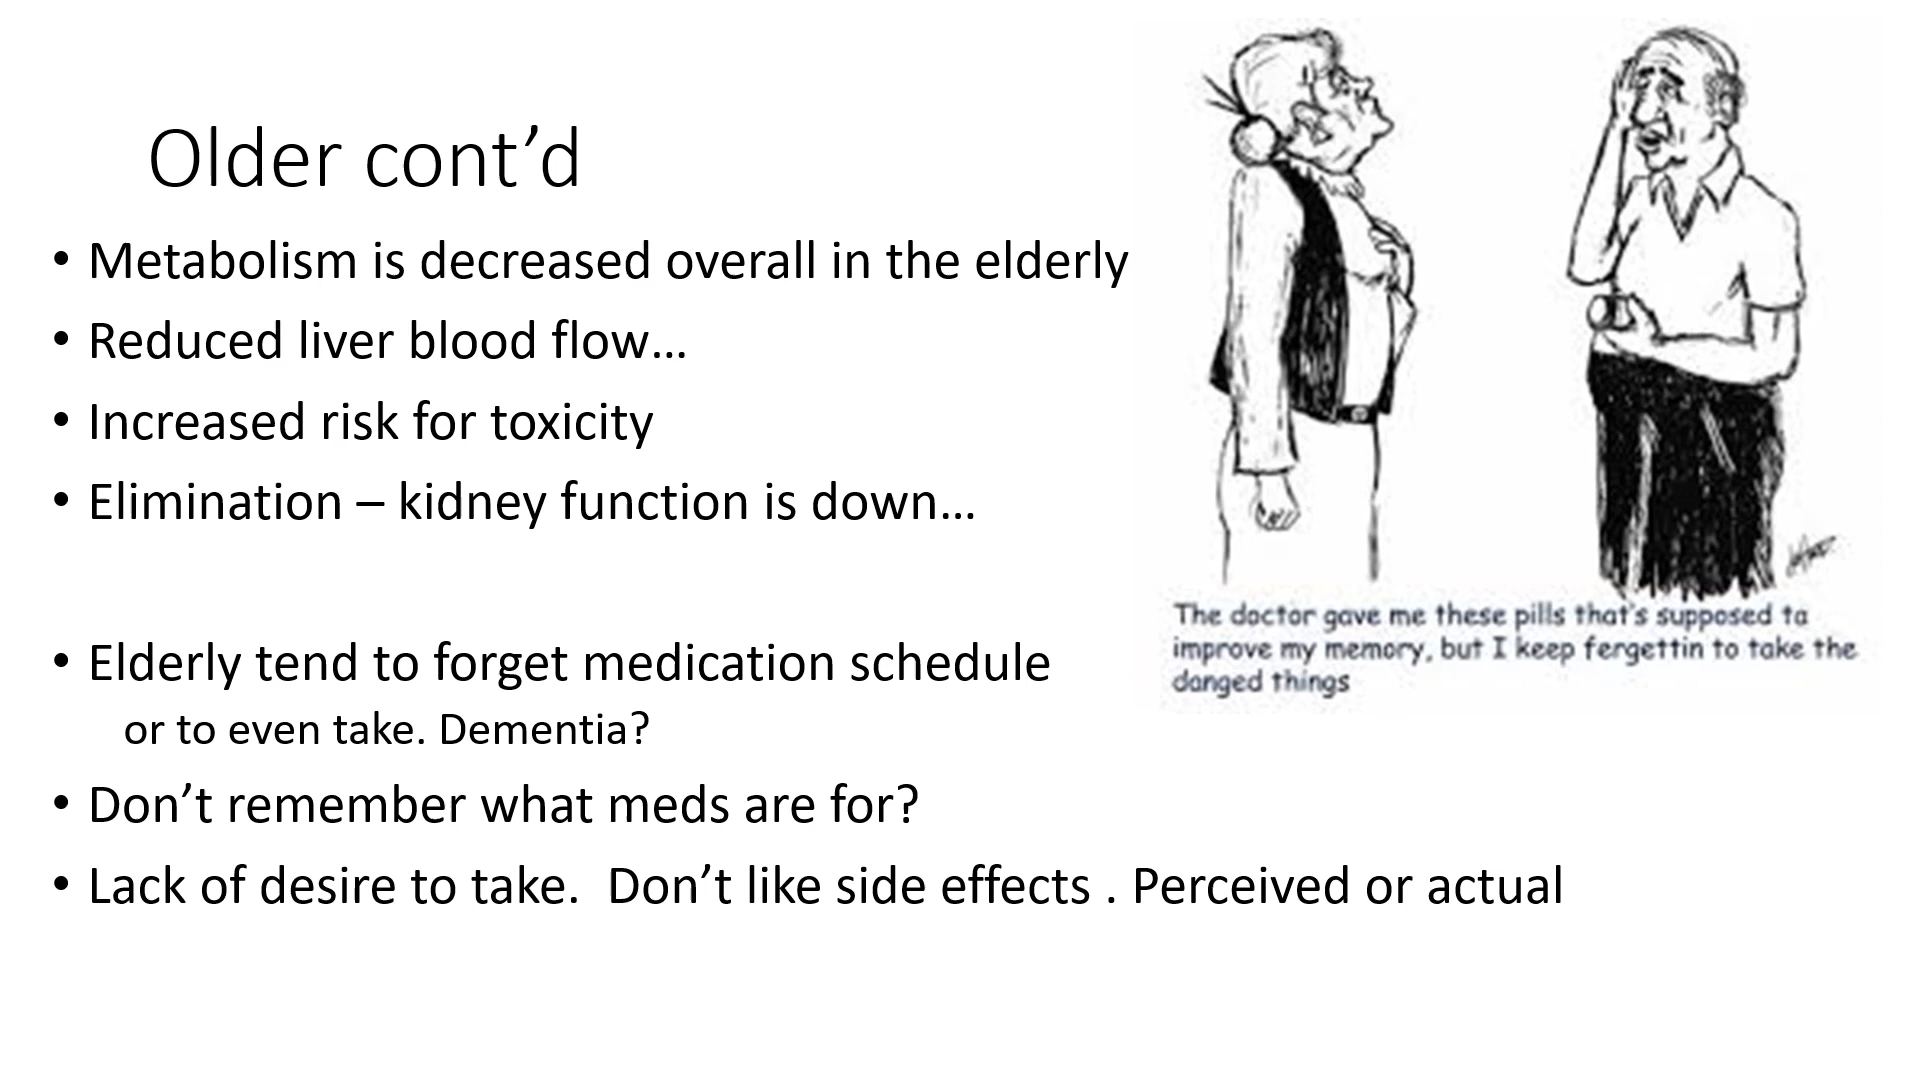 Older cont’d
• Metabolism is decreased overall in the elderly
• Reduced liver blood flow…
• Increased risk for toxicity
• Elimination – kidney function is down…
• Elderly tend to forget medication schedule
or to even take. Dementia?
• Don’t remember what meds are for?
• Lack of desire to take.  Don’t like side effects . Perceived or actual
The doctor gave me these pills that's supposed ta
improve my memory, but I keep fergettin to take the
danged things